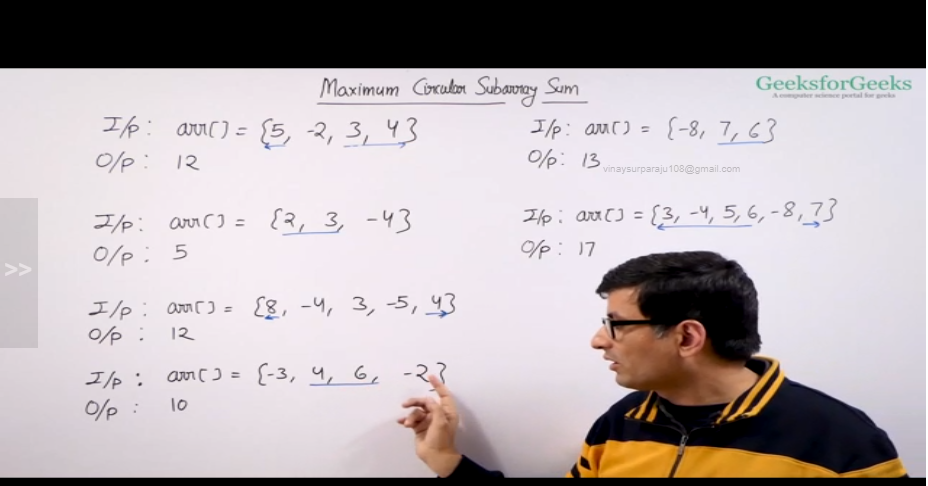 Maximum Circular Subarray Sum
GeeksforGeeks
A computer science portal for geeks
I/p: arr[] = {5, -2, 3, 4}
O/p: 12
I/p: arr[] = {2, 3, -4}
O/p: 5
I/p: arr[] = {8, -4, 3, -5, 4}
O/p: 12
I/p: arr[] = {-3, 4, 6, -2}
O/p: 10
I/p: arr[] = {-8, 7, 6}
O/p: 13
vinaysurparaju108@gmail.com
I/p: arr[] = {3, -4, 5, 6, -8, 7}
O/p: 17
>>